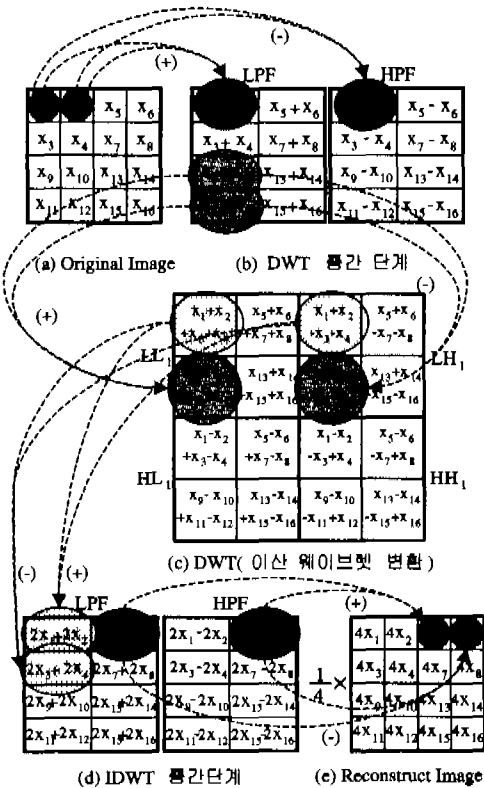 (-)
(+)
LPF
HPF
x5 x6
x5 + x6
x5 - x6
x3 x4 x7 x8
x3 + x4 x7 + x8
x3 - x4 x7 - x8
x9 x10 x13 x14
x13 + x14
x9 - x10 x13 - x14
x11 x12 x15 x16
x15 + x16
x11 - x12 x15 - x16
(a) Original Image
(b) DWT 중간 단계
(+)
(-)
x1+x2 x5+x6 x1+x2 x5+x6
+x7+x8 -x3+x4 -x7-x8
LL1
LH1
x13+x14 x13+x14
+x15+x16 -x15-x16
x1-x2 x5-x6 x1-x2 x5-x6
+x3-x4 +x7-x8 -x3+x4 -x7+x8
HL1
HH1
x9-x10 x13-x14 x9-x10 x13-x14
+x11-x12 +x15-x16 -x11+x12 -x15+x16
(c) DWT( 이산 웨이브렛 변환 )
(-)
(+)
LPF
HPF
(+)
2x1-2x2
4x1 4x2
2x7+2x8
2x3-2x4 2x7-2x8
1/4 ×
4x3 4x4 4x7 4x8
2x9+2x10 2x13+2x14
2x9-2x10 2x13-2x14
4x9 4x10 4x13 4x14
2x11+2x12 2x15+2x16
2x11-2x12 2x15-2x16
4x11 4x12 4x15 4x16
(-)
(d) IDWT 중간단계
(e) Reconstruct Image